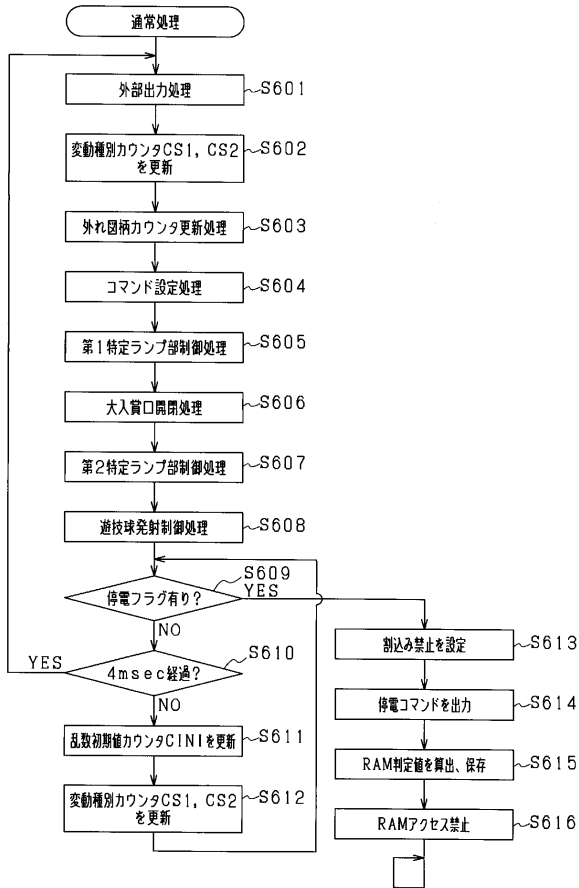 通常処理
外部出力処理
S601
変動種別カウンタCS1, CS2
を更新
S602
外れ図柄カウンタ更新処理
S603
コマンド設定処理
S604
第1特定ランプ部制御処理
S605
大入賞口開閉処理
S606
第2特定ランプ部制御処理
S607
遊技球発射制御処理
S608
停電フラグ有り?
S609
YES
NO
4msec経過?
S610
YES
NO
乱数初期値カウンタCINIを更新
S611
変動種別カウンタCS1, CS2
を更新
S612
割込み禁止を設定
S613
停電コマンドを出力
S614
RAM判定値を算出、保存
S615
RAMアクセス禁止
S616